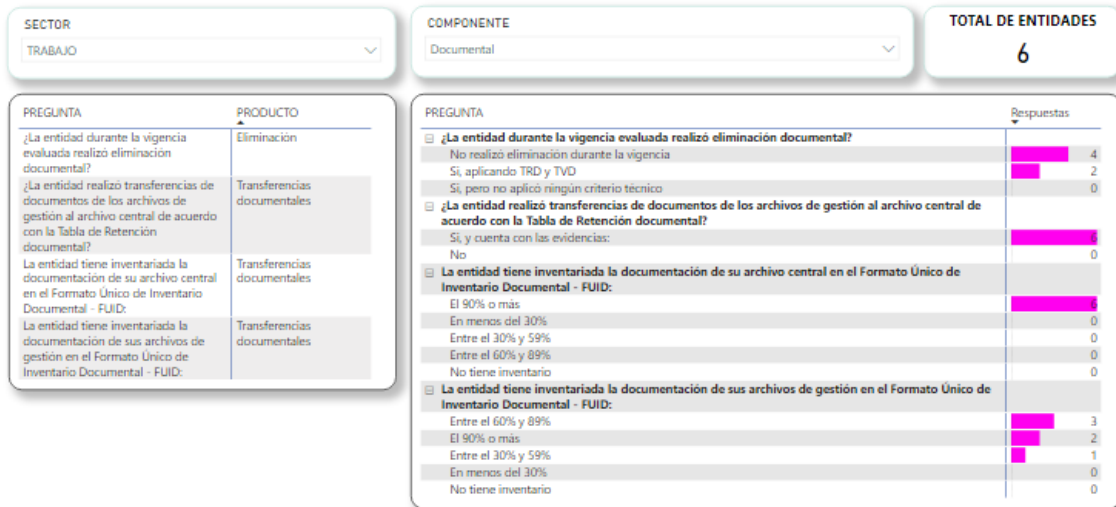 SECTOR
TRABAJO
COMPONENTE
Documental
TOTAL DE ENTIDADES
6
PREGUNTA PRODUCTO
¿La entidad durante la vigencia Eliminación
evaluada realizó eliminación
documental?
¿La entidad realizó transferencias de Transferencias
documentos de los archivos de documentales
gestión al archivo central de acuerdo
con la Tabla de Retención
documental?
La entidad tiene inventariada la Transferencias
documentación de su archivo central documentales
en el Formato Único de Inventario
Documental - FUID:
La entidad tiene inventariada la Transferencias
documentación de sus archivos de documentales
gestión en el Formato Único de
Inventario Documental - FUID:
PREGUNTA Respuestas
¿La entidad durante la vigencia evaluada realizó eliminación documental?
No realizó eliminación durante la vigencia 4
Si, aplicando TRD y TVD 2
Si, pero no aplicó ningún criterio técnico 0
¿La entidad realizó transferencias de documentos de los archivos de gestión al archivo central de
acuerdo con la Tabla de Retención documental?
Si, y cuenta con las evidencias: 6
No 0
La entidad tiene inventariada la documentación de su archivo central en el Formato Único de
Inventario Documental - FUID:
El 90% o más 6
En menos del 30% 0
Entre el 30% y 59% 0
Entre el 60% y 89% 0
No tiene inventario 0
La entidad tiene inventariada la documentación de sus archivos de gestión en el Formato Único de
Inventario Documental - FUID:
Entre el 60% y 89% 3
El 90% o más 2
Entre el 30% y 59% 1
En menos del 30% 0
No tiene inventario 0